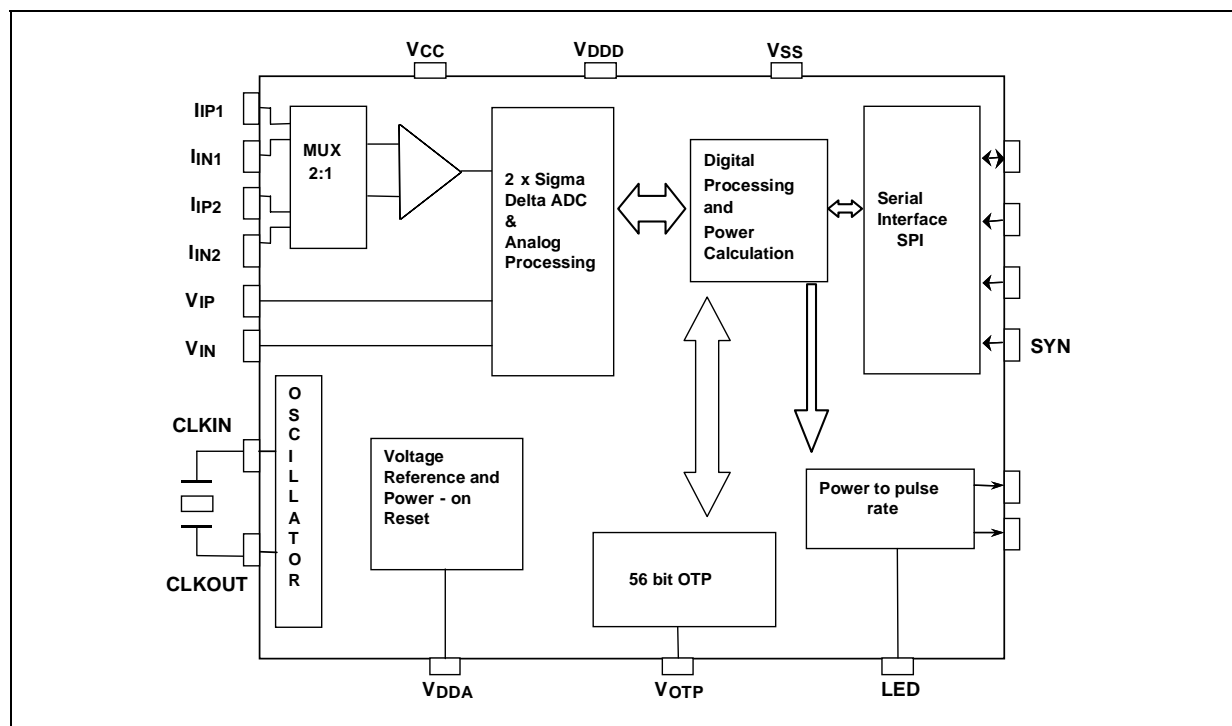 VCC
VDDD
VSS
IIP1
IIN1
IIP2
IIN2
VIP
VIN
MUX
2:1
2 x Sigma
Delta ADC
&
Analog
Processing
Digital
Processing
and
Power
Calculation
Serial
Interface
SPI
SYN
CLKIN
CLKOUT
O
S
C
I
L
L
L
A
T
O
R
Voltage
Reference and
Power - on
Reset
56 bit OTP
Power to pulse
rate
VDDA
VOTP
LED